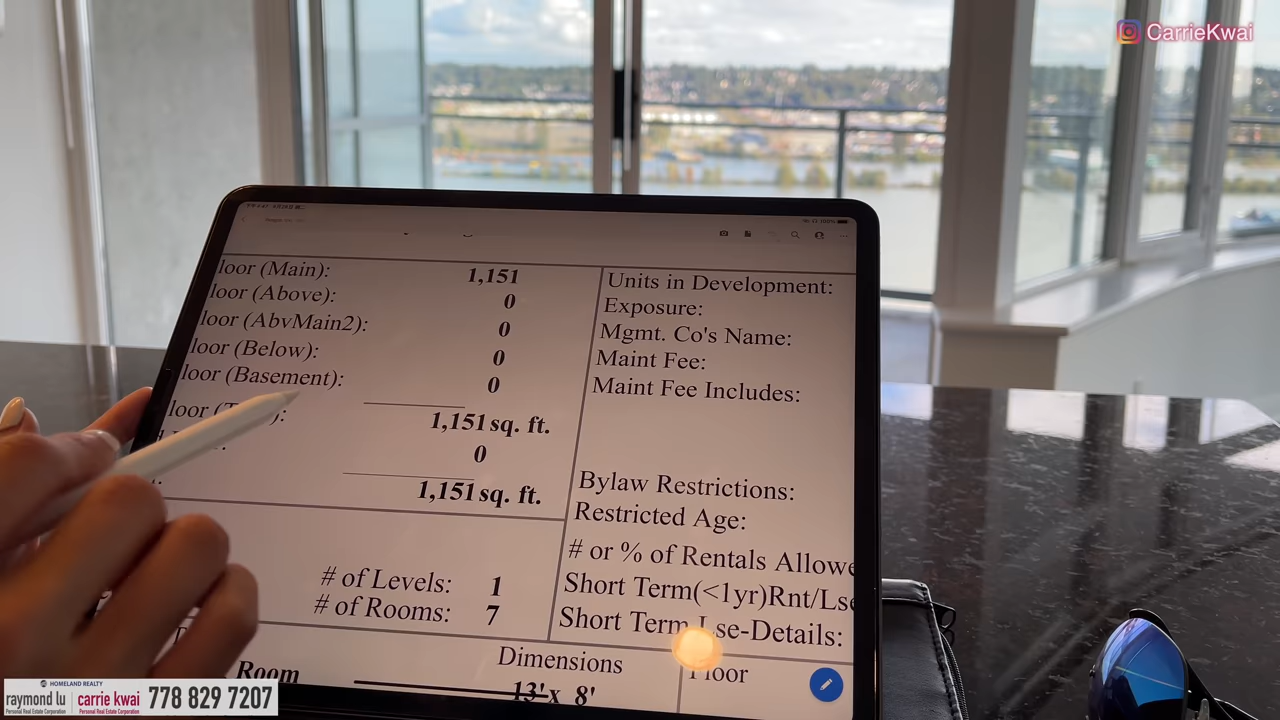 CarrieKwai
loor (Main): 1,151
loor (Above): 0
loor (AbvMain2): 0
loor (Below): 0
loor (Basement): 0
loor (
):
1,151 sq. ft.
0
1,151 sq. ft.
# of Levels: 1
# of Rooms: 7
Units in Development:
Exposure:
Mgmt. Co's Name:
Maint Fee:
Maint Fee Includes:
Bylaw Restrictions:
Restricted Age:
# or % of Rentals Allowe
Short Term(<1yr)Rnt/Lse
Short Term Lse-Details:
Room
Dimensions
Floor
13' x 8'
HOMELAND REALTY
raymond lu
Personal Real Estate Corporation
carrie kwai
Personal Real Estate Corporation
778 829 7207